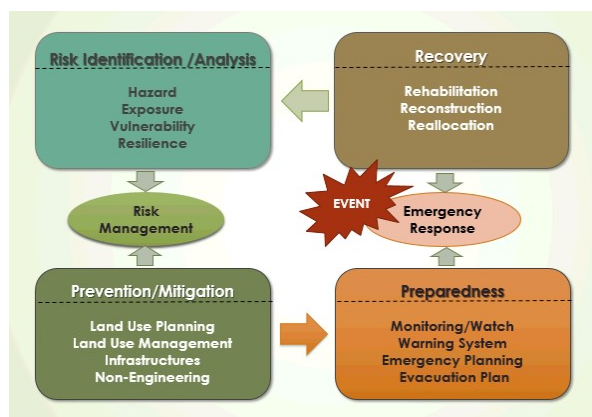 Risk Identification /Analysis
Hazard
Exposure
Vulnerability
Resilience
Recovery
Rehabilitation
Reconstruction
Reallocation
Risk
Management
EVENT
Emergency
Response
Prevention/Mitigation
Land Use Planning
Land Use Management
Infrastructures
Non-Engineering
Preparedness
Monitoring/Watch
Warning System
Emergency Planning
Evacuation Plan